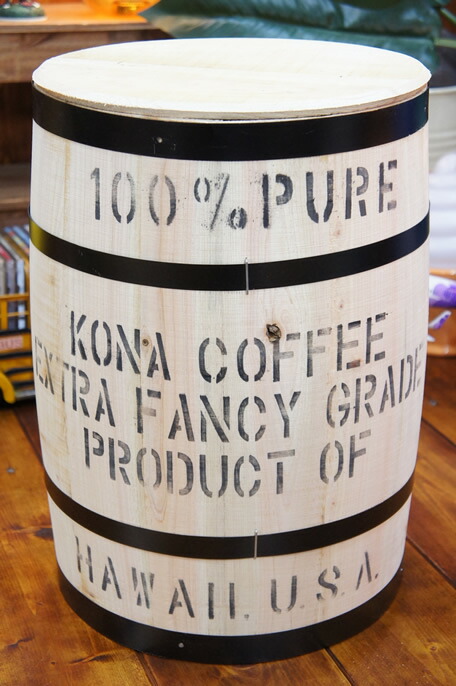 100% PURE
KONA COFFEE
EXTRA FANCY GRADE
PRODUCT OF
HAWAII. U.S.A.